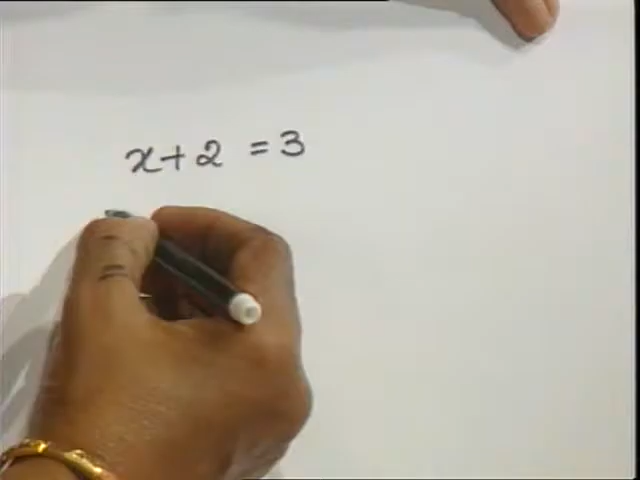 x + 2 = 3